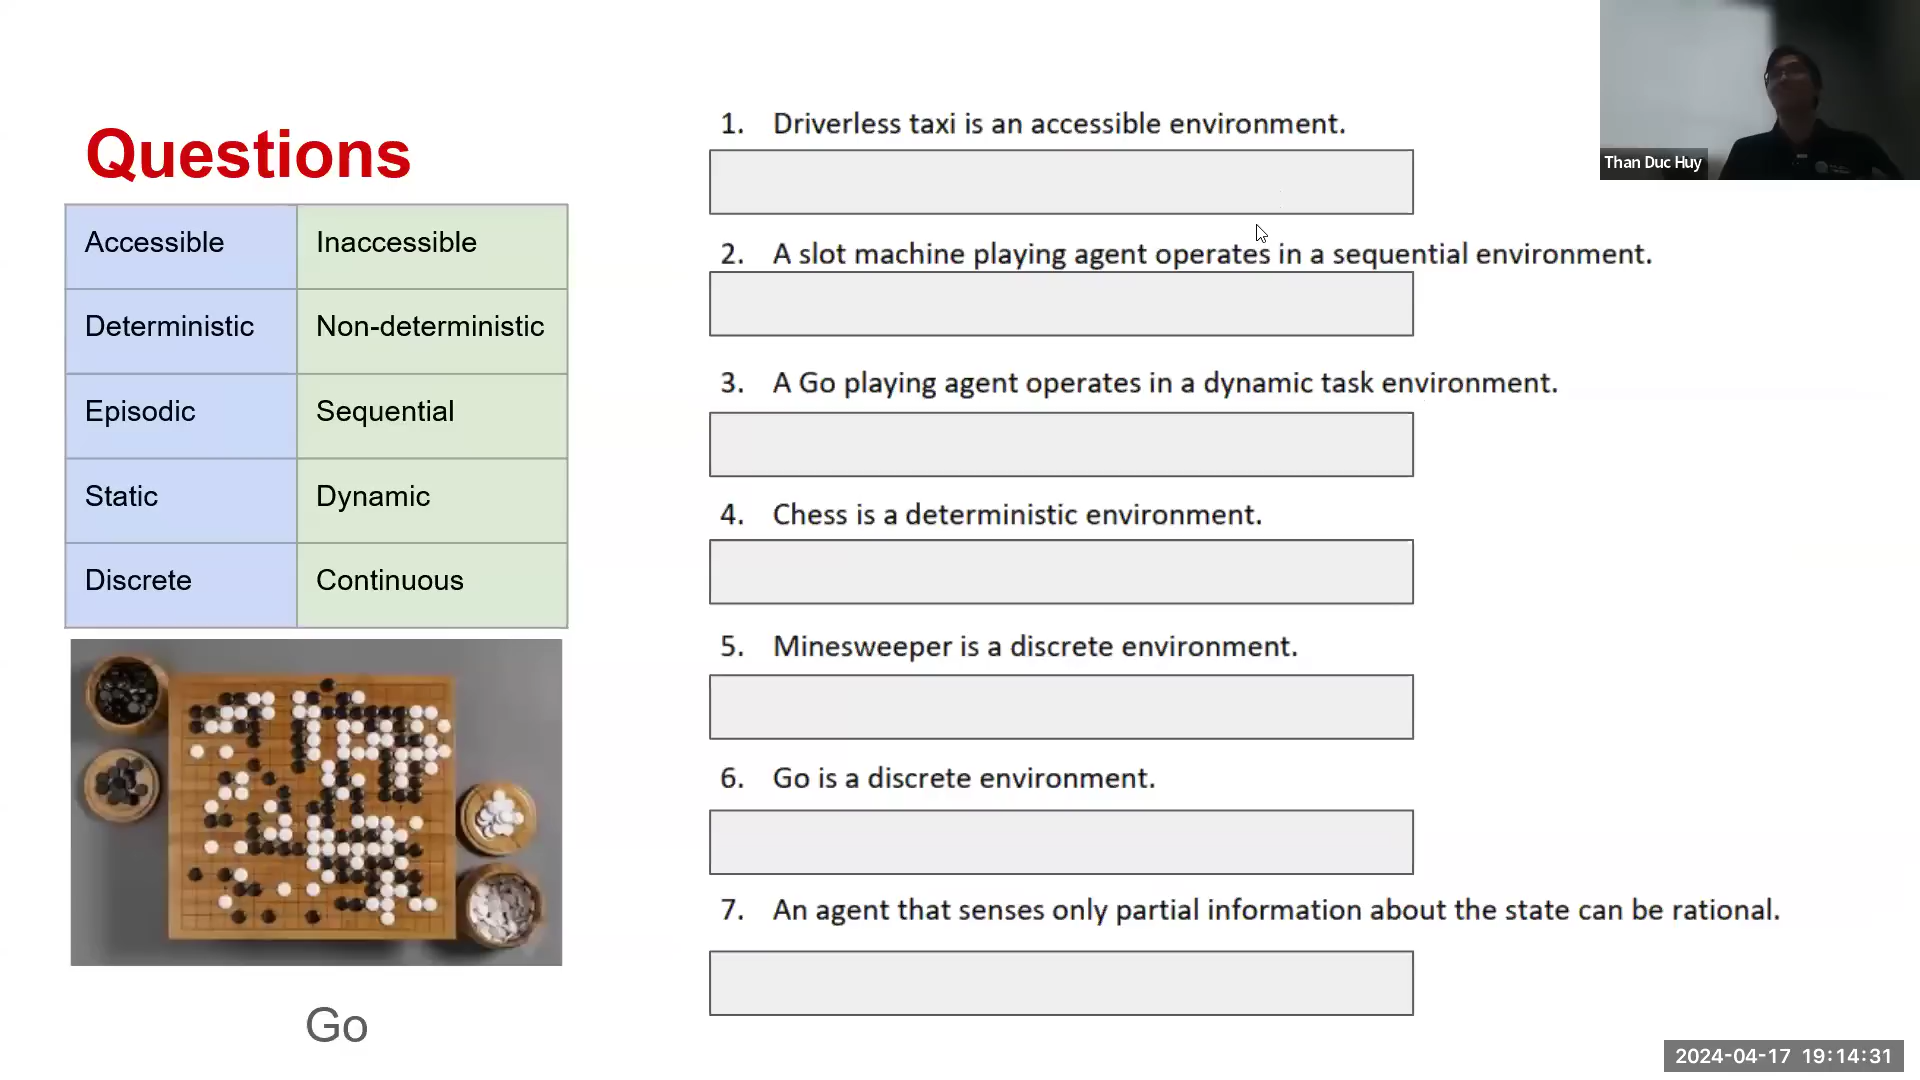 Questions
Accessible Inaccessible
Deterministic Non-deterministic
Episodic Sequential
Static Dynamic
Discrete Continuous
Go
1. Driverless taxi is an accessible environment.
2. A slot machine playing agent operates in a sequential environment.
3. A Go playing agent operates in a dynamic task environment.
4. Chess is a deterministic environment.
5. Minesweeper is a discrete environment.
6. Go is a discrete environment.
7. An agent that senses only partial information about the state can be rational.
Than Duc Huy
2024-04-17 19:14:31